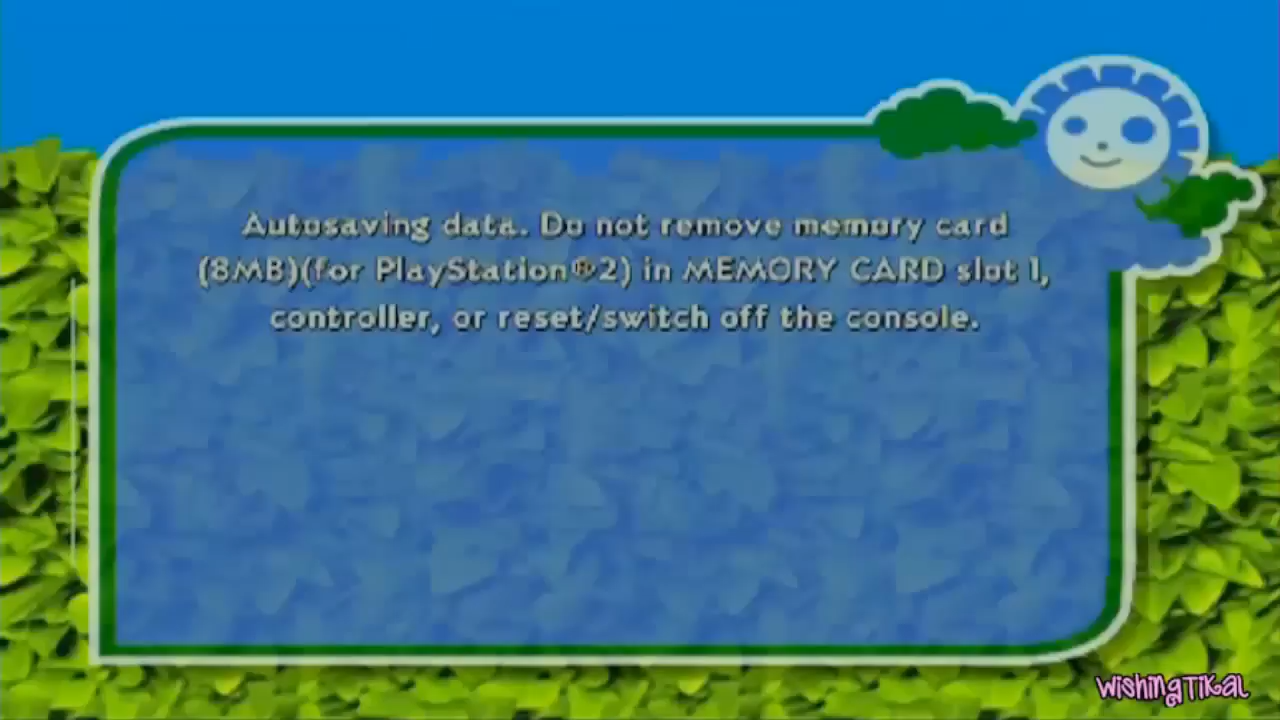 Autosaving data. Do not remove memory card
(8MB)(for PlayStation®2) in MEMORY CARD slot 1,
controller, or reset/switch off the console.
WishingTikal